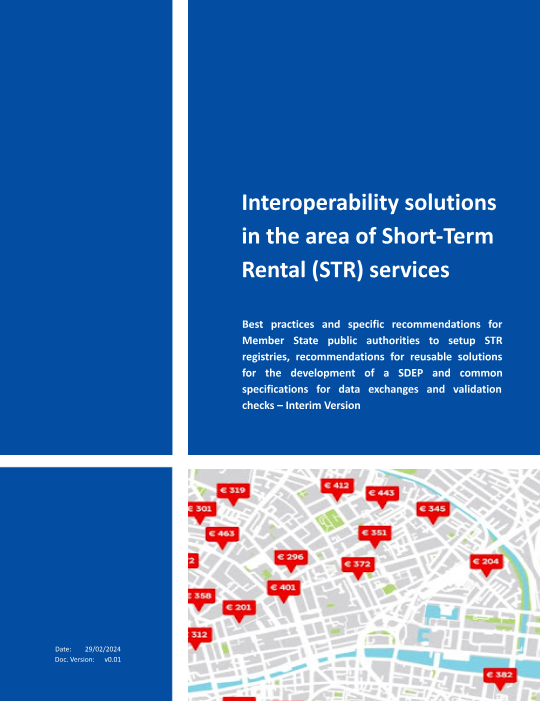 Interoperability solutions
in the area of Short-Term
Rental (STR) services
Best practices and specific recommendations for
Member State public authorities to setup STR
registries, recommendations for reusable solutions
for the development of a SDEP and common
specifications for data exchanges and validation
checks – Interim Version
€ 412
€ 319
€ 443
€ 301
€ 345
€ 463
€ 351
€ 296
€ 204
2
€ 372
€ 401
€ 358
€ 201
312
€ 382
Date: 29/02/2024
Doc. Version: v0.01